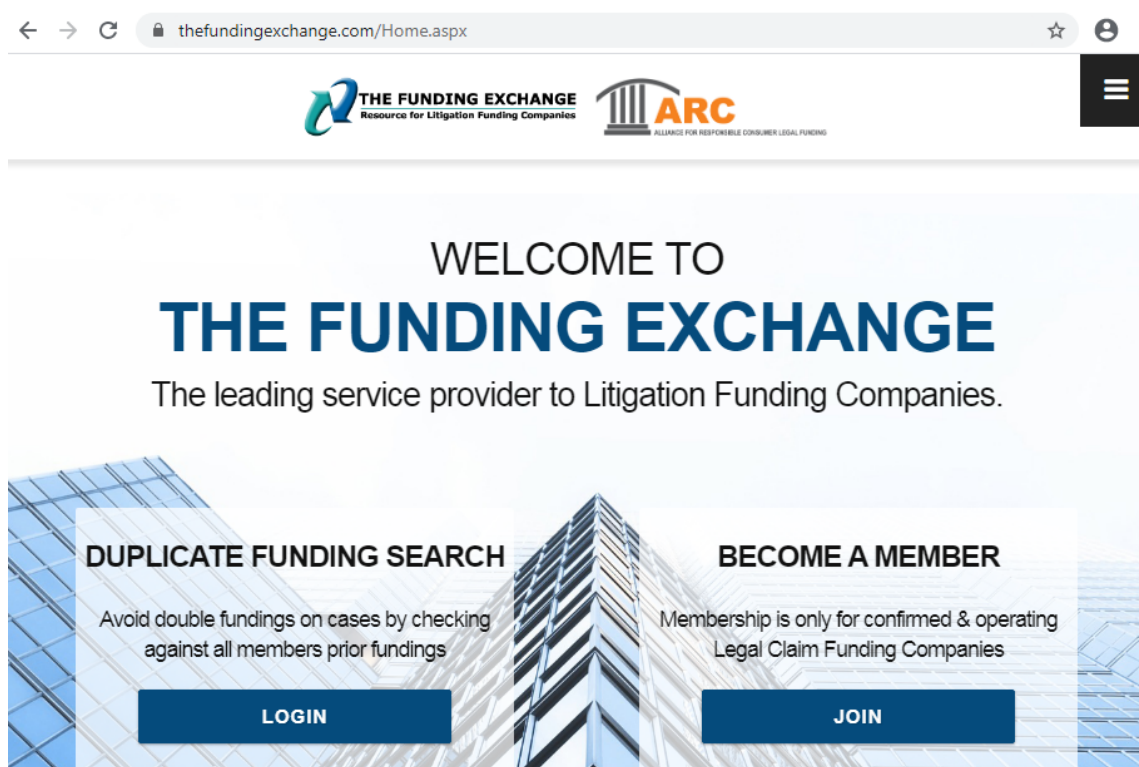 thefundingexchange.com/Home.aspx
THE FUNDING EXCHANGE
Resource for Litigation Funding Companies
ARC
ALLIANCE FOR RESPONSIBLE CONSUMER LEGAL FUNDING
WELCOME TO
THE FUNDING EXCHANGE
The leading service provider to Litigation Funding Companies.
DUPLICATE FUNDING SEARCH
Avoid double fundings on cases by checking
against all members prior fundings
LOGIN
BECOME A MEMBER
Membership is only for confirmed & operating
Legal Claim Funding Companies
JOIN